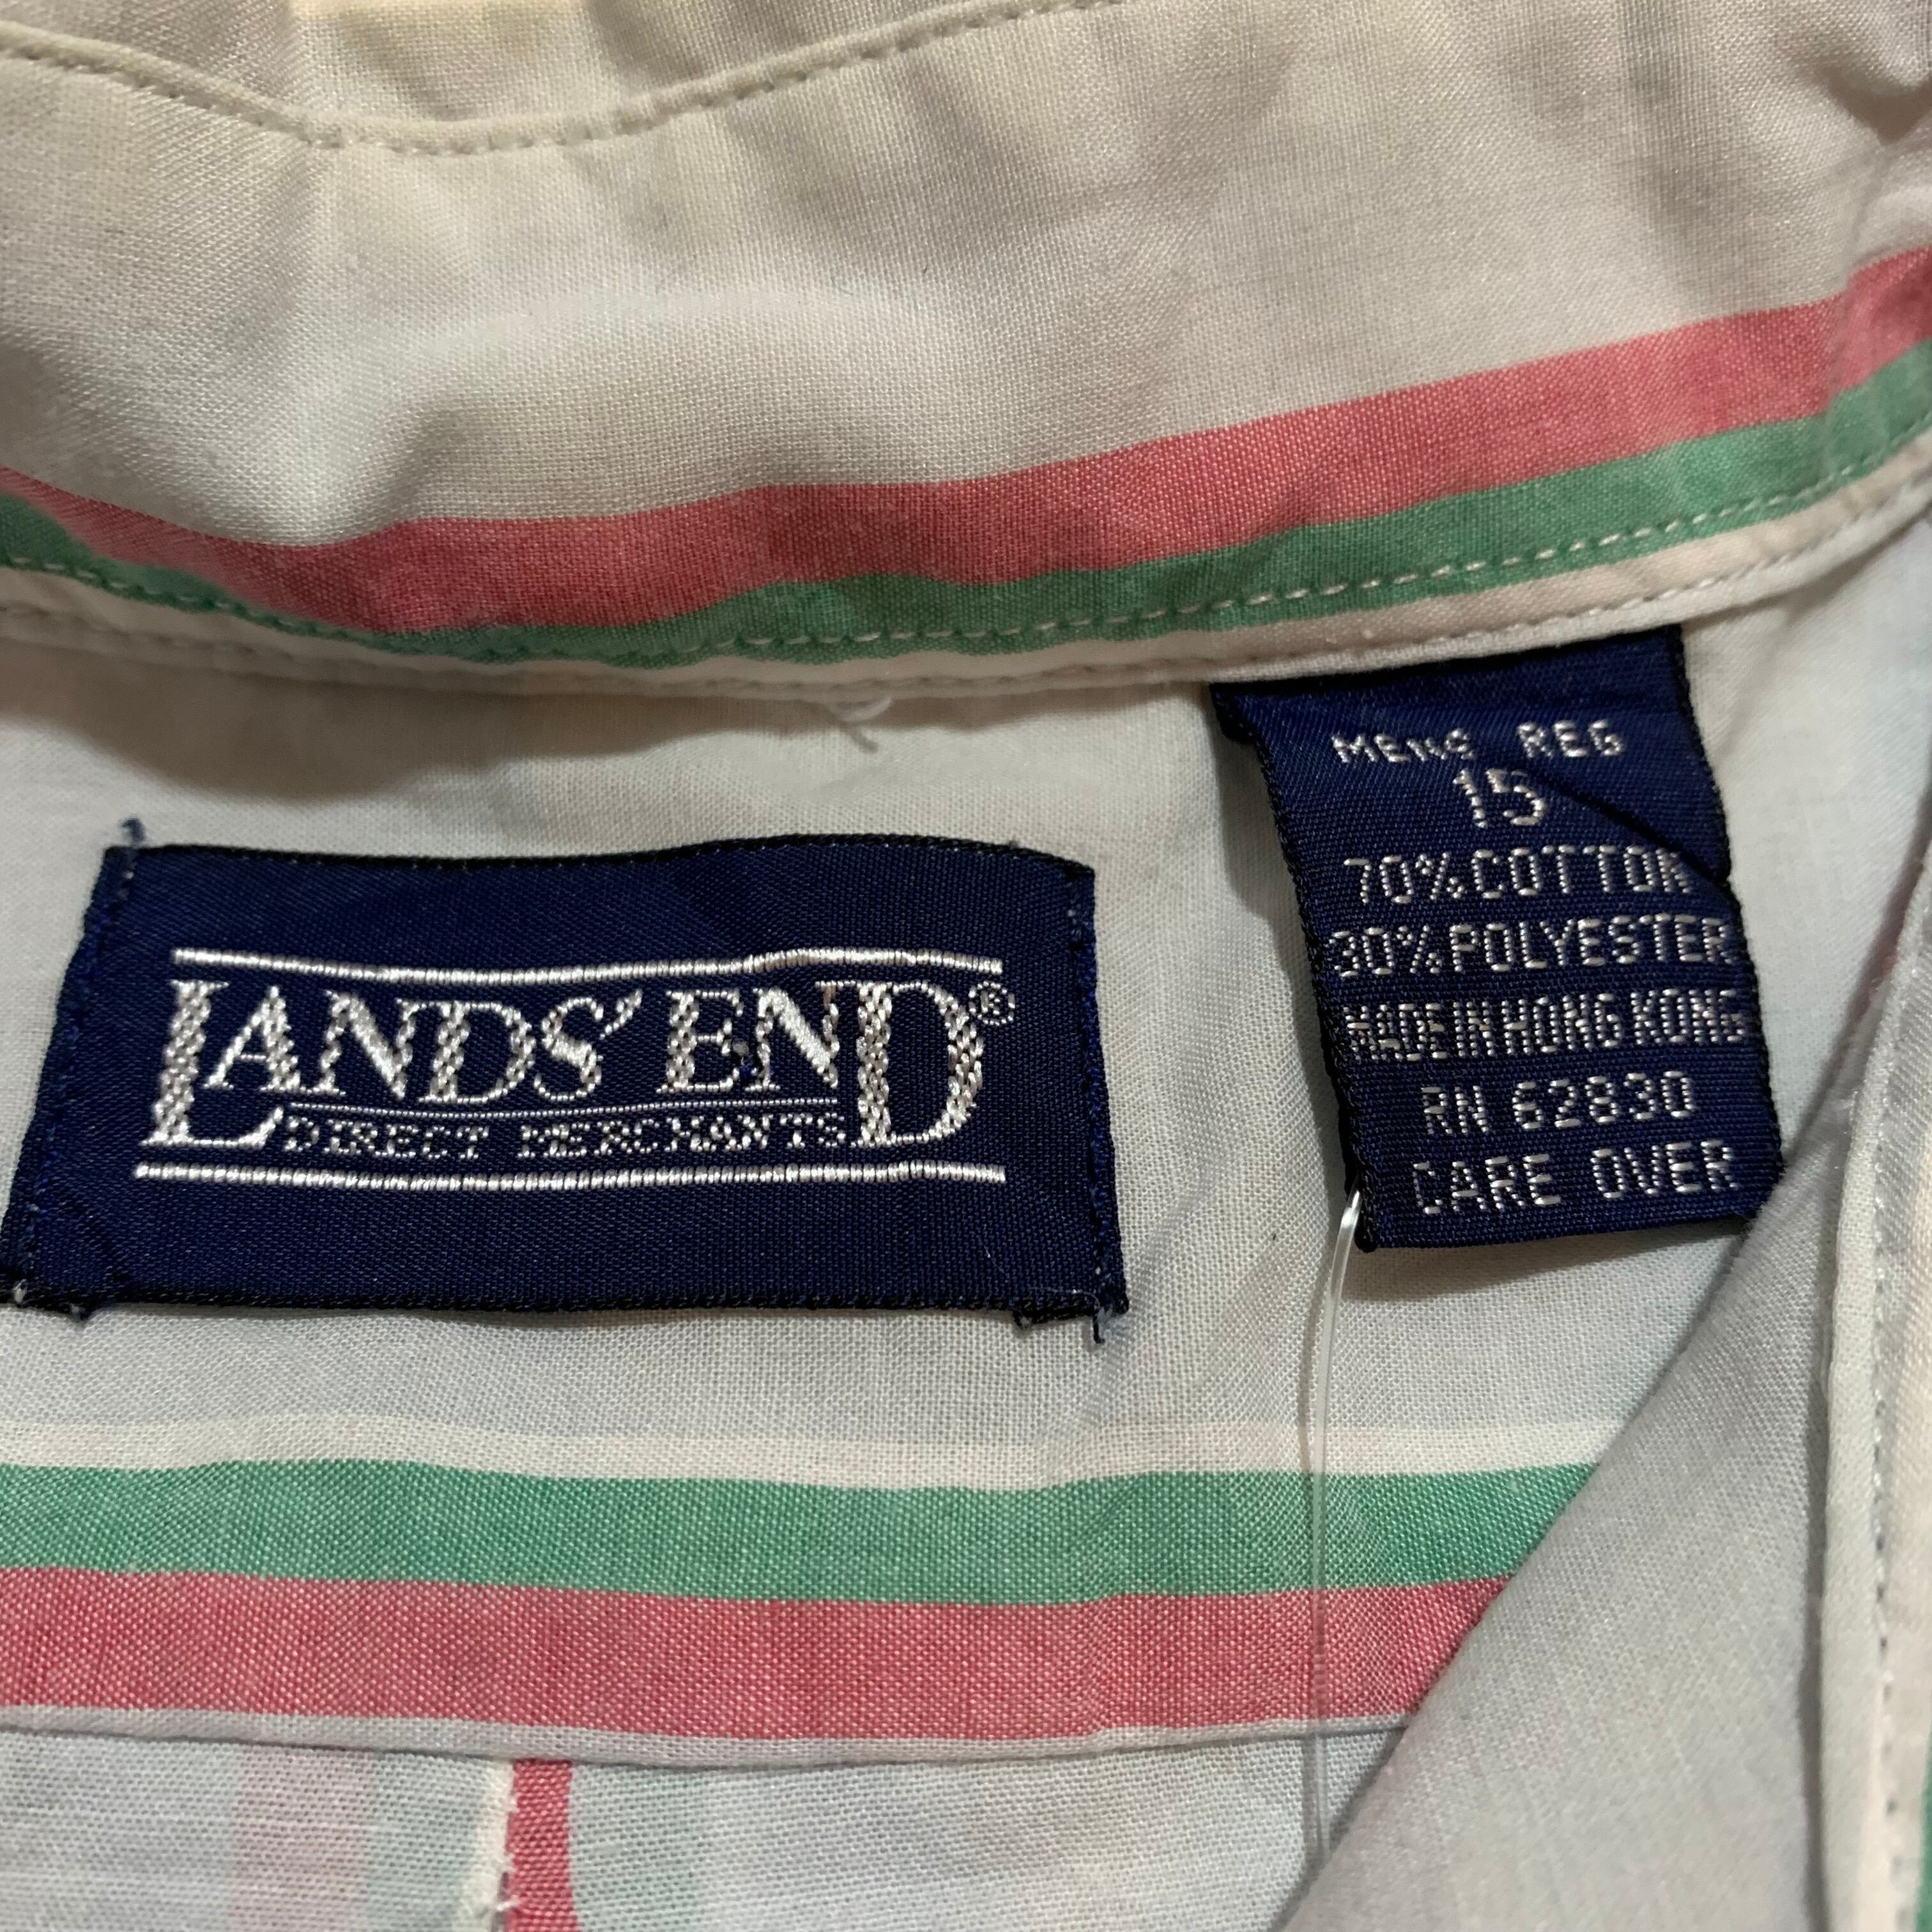 LANDS' END®
DIRECT MERCHANTS
MENS REG
15
70% COTTON
30% POLYESTER
MADE IN HONG KONG
RN 62830
CARE OVER